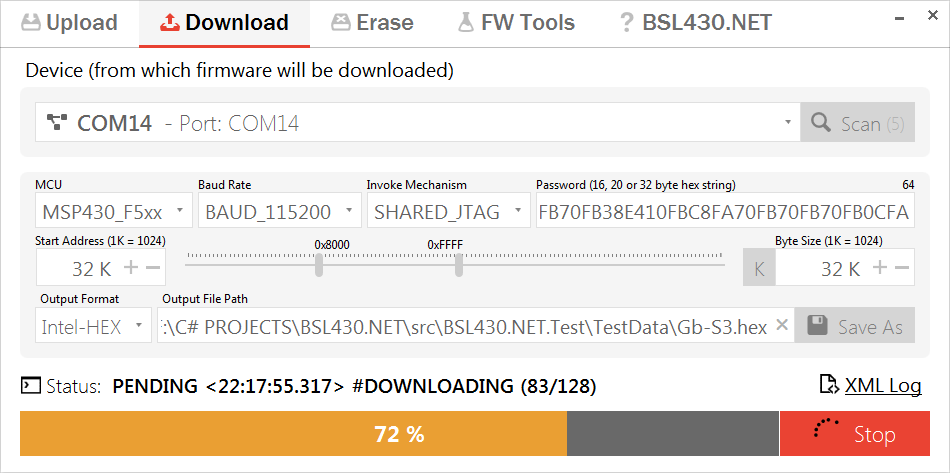 Upload Download Erase FW Tools ? BSL430.NET
Device (from which firmware will be downloaded)
COM14 - Port: COM14
Scan (5)
MCU Baud Rate Invoke Mechanism Password (16, 20 or 32 byte hex string) 64
MSP430_F5xx BAUD_115200 SHARED_JTAG FB70FB38E410FBC8FA70FB70FB70FB0CFA
Start Address (1K = 1024) 0x8000 0xFFFF Byte Size (1K = 1024)
32 K + − K 32 K + −
Output Format Output File Path
Intel-HEX :\C# PROJECTS\BSL430.NET\src\BSL430.NET.Test\TestData\Gb-S3.hex × Save As
Status: PENDING <22:17:55.317> #DOWNLOADING (83/128) XML Log
72 % Stop